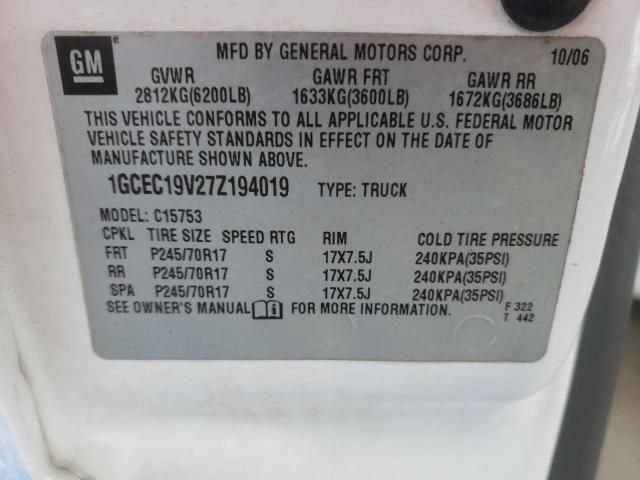 GM ® MFD BY GENERAL MOTORS CORP. 10/06
GVWR GAWR FRT GAWR RR
2812KG(6200LB) 1633KG(3600LB) 1672KG(3686LB)
THIS VEHICLE CONFORMS TO ALL APPLICABLE U.S. FEDERAL MOTOR
VEHICLE SAFETY STANDARDS IN EFFECT ON THE DATE OF
MANUFACTURE SHOWN ABOVE.
1GCEC19V27Z194019 TYPE: TRUCK
MODEL: C15753
CPKL TIRE SIZE SPEED RTG RIM COLD TIRE PRESSURE
FRT P245/70R17 S 17X7.5J 240KPA(35PSI)
RR P245/70R17 S 17X7.5J 240KPA(35PSI)
SPA P245/70R17 S 17X7.5J 240KPA(35PSI)
SEE OWNER'S MANUAL i FOR MORE INFORMATION. F 322
T 442